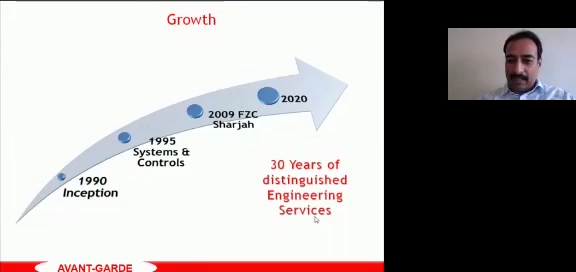 Growth
2020
2009 FZC
Sharjah
1995
Systems &
Controls
1990
Inception
30 Years of
distinguished
Engineering
Services
AVANT-GARDE